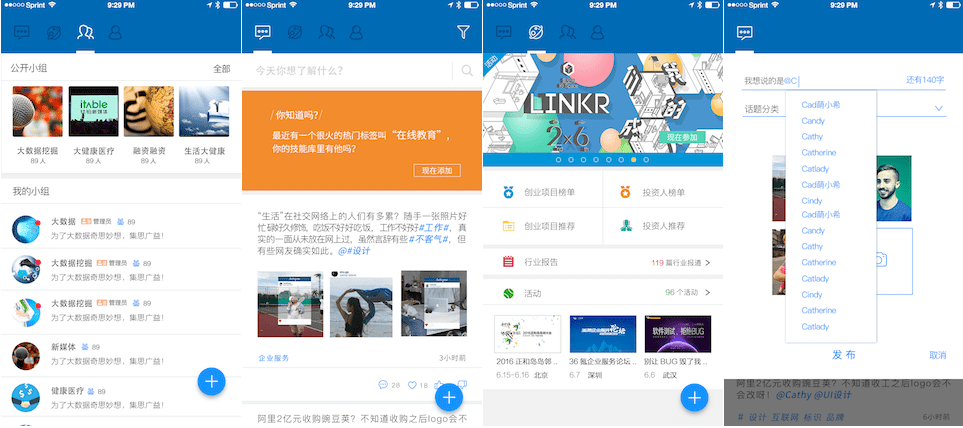 ●●○○○ Sprint 9:29 PM
公开小组 全部
大数据挖掘 大健康医疗 融资融资 生活大健康
89 人 89 人 89 人 89 人
我的小组
大数据 管理员 89
为了大数据奇思妙想，集思广益！
大数据挖掘 管理员 89
为了大数据奇思妙想，集思广益！
大数据挖掘 管理员 89
为了大数据奇思妙想，集思广益！
新媒体 89
为了大数据奇思妙想，集思广益！
健康医疗 89
为了大数据奇思妙想，集思广益！
●●○○○ Sprint 9:29 PM
今天你想了解什么？
你知道吗？
最近有一个很火的热门标签叫“在线教育”，
你的技能库里有他吗？
现在添加
“生活”在社交网络上的人们有多累？随手一张照片好
忙碌好久修饰，吃饭不好好吃饭，工作不好好#工作#，真
实的一面从未放在网上过，虽然言辞有些#不客气#，但
有些网友确实如此。@#设计
企业服务 3小时前
28 18
阿里2亿元收购豌豆荚？不知道收工之后logo会不
●●○○○ Sprint 9:29 PM
活动
LINKR
2×6
现在参加
创业项目榜单 投资人榜单
创业项目推荐 投资人推荐
行业报告 119 篇行业报道 >
活动 96 个活动 >
2016 正和岛岛邻... 36 氪企业服务论坛... 别让 BUG 毁了我...
6.15–6.16 北京 6.7 深圳 6.6 武汉
●●○○○ Sprint 9:29 PM
我想说的是@C 还有140字
话题分类
Cad萌小希
Candy
Cathy
Catherine
Catlady
Cad萌小希
Cindy
Cad萌小希
Candy
Cathy
Catherine
Catlady
Cindy
Catherine
Catlady
发 布 取消
阿里2亿元收购豌豆荚？不知道收工之后logo会不
会改呀！@Cathy @UI设计
# 设计 互联网 标识 品牌 6小时前